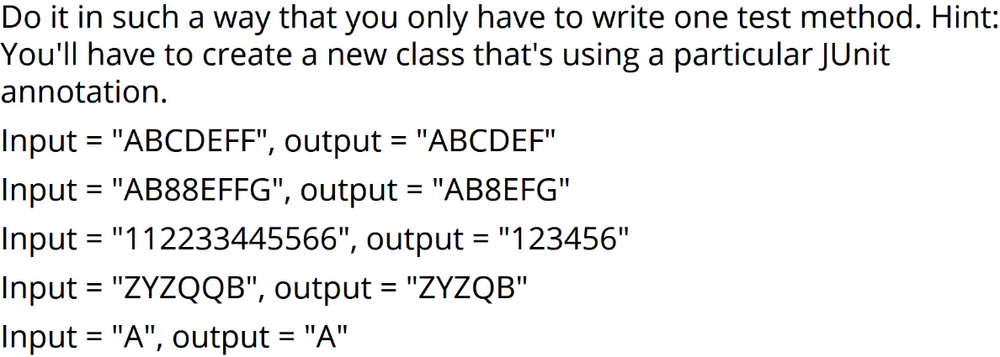 Do it in such a way that you only have to write one test method. Hint:
You'll have to create a new class that's using a particular JUnit
annotation.
Input = "ABCDEFF", output = "ABCDEF"
Input = "AB88EFFG", output = "AB8EFG"
Input = "112233445566", output = "123456"
Input = "ZYZQQB", output = "ZYZQB"
Input = "A", output = "A"